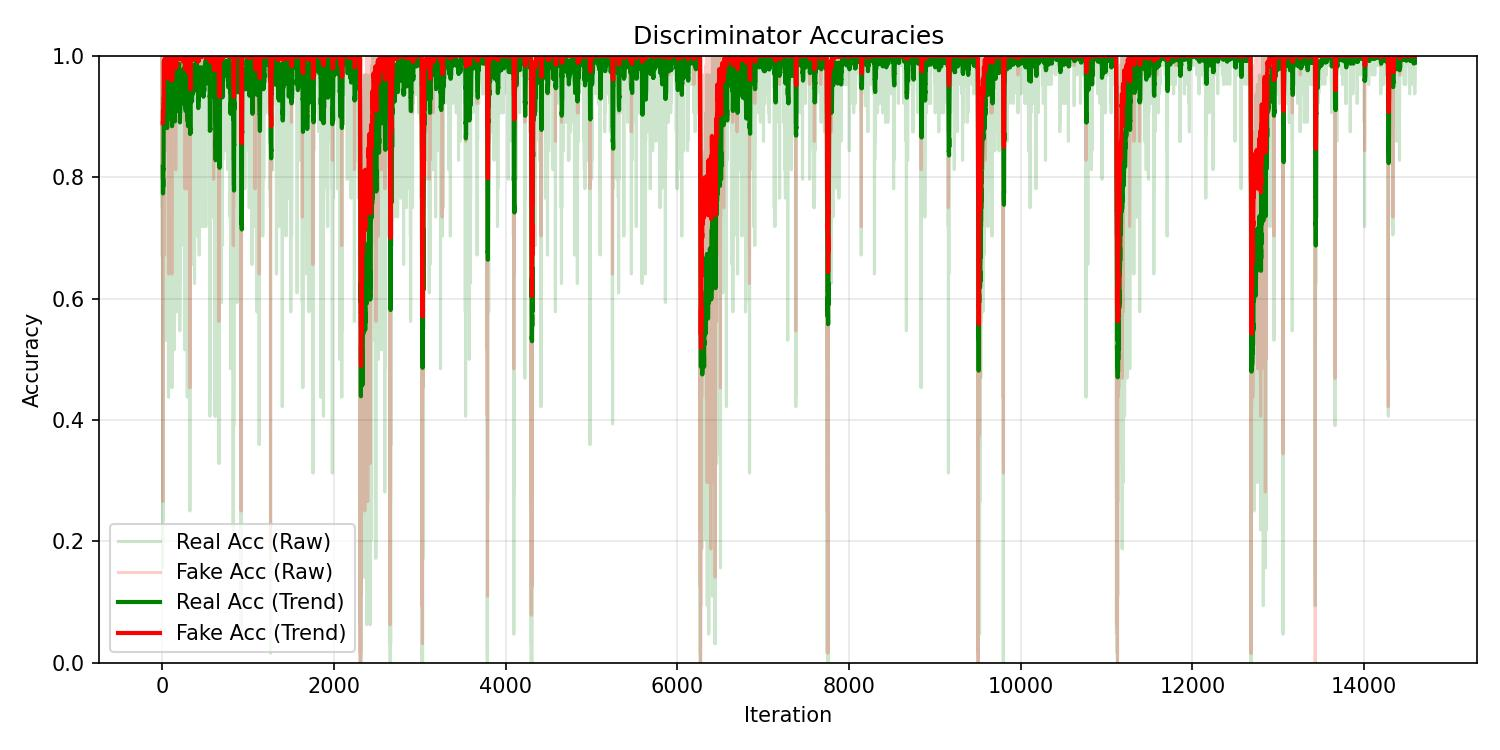 Discriminator Accuracies
1.0
0.8
0.6
0.4
0.2
0.0
Accuracy
Real Acc (Raw)
Fake Acc (Raw)
Real Acc (Trend)
Fake Acc (Trend)
0 2000 4000 6000 8000 10000 12000 14000
Iteration